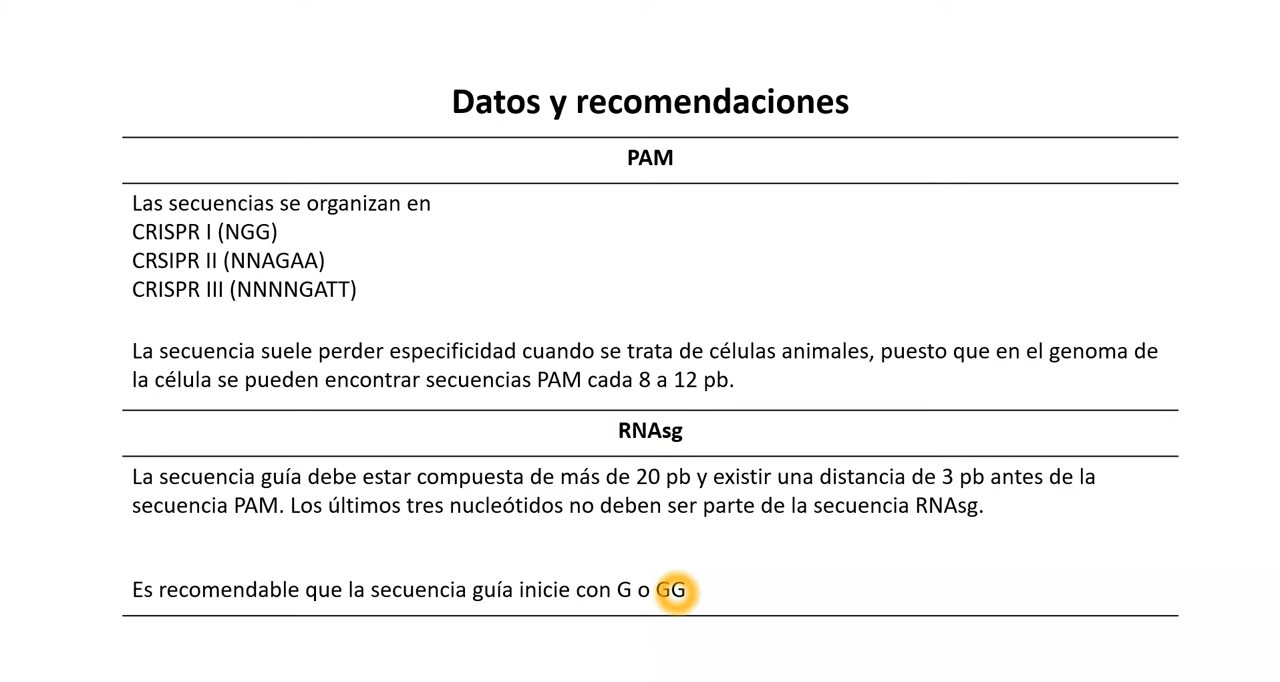 Datos y recomendaciones
PAM
Las secuencias se organizan en
CRISPR I (NGG)
CRSIPR II (NNAGAA)
CRISPR III (NNNNGATT)
La secuencia suele perder especificidad cuando se trata de células animales, puesto que en el genoma de
la célula se pueden encontrar secuencias PAM cada 8 a 12 pb.
RNAsg
La secuencia guía debe estar compuesta de más de 20 pb y existir una distancia de 3 pb antes de la
secuencia PAM. Los últimos tres nucleótidos no deben ser parte de la secuencia RNAsg.
Es recomendable que la secuencia guía inicie con G o GG